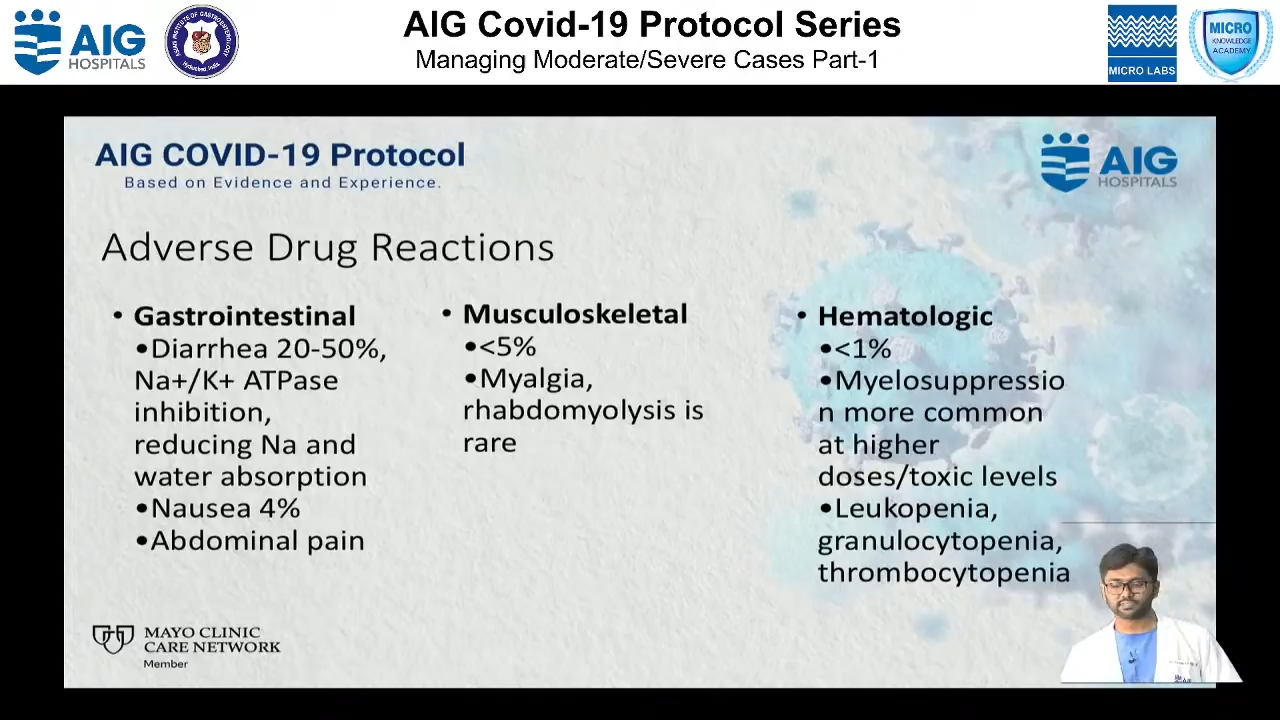 AIG
HOSPITALS
AIG Covid-19 Protocol Series
Managing Moderate/Severe Cases Part-1
MICRO LABS
MICRO
KNOWLEDGE
ACADEMY
AIG COVID-19 Protocol
Based on Evidence and Experience.
AIG
HOSPITALS
Adverse Drug Reactions
• Gastrointestinal
•Diarrhea 20-50%,
Na+/K+ ATPase
inhibition,
reducing Na and
water absorption
•Nausea 4%
•Abdominal pain
• Musculoskeletal
•<5%
•Myalgia,
rhabdomyolysis is
rare
• Hematologic
•<1%
•Myelosuppressio
n more common
at higher
doses/toxic levels
•Leukopenia,
granulocytopenia,
thrombocytopenia
MAYO CLINIC
CARE NETWORK
Member